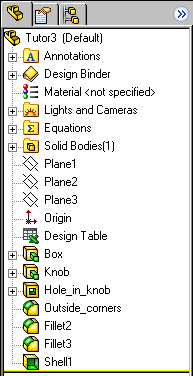 Tutor3 (Default)
Annotations
Design Binder
Material <not specified>
Lights and Cameras
Equations
Solid Bodies(1)
Plane1
Plane2
Plane3
Origin
Design Table
Box
Knob
Hole_in_knob
Outside_corners
Fillet2
Fillet3
Shell1